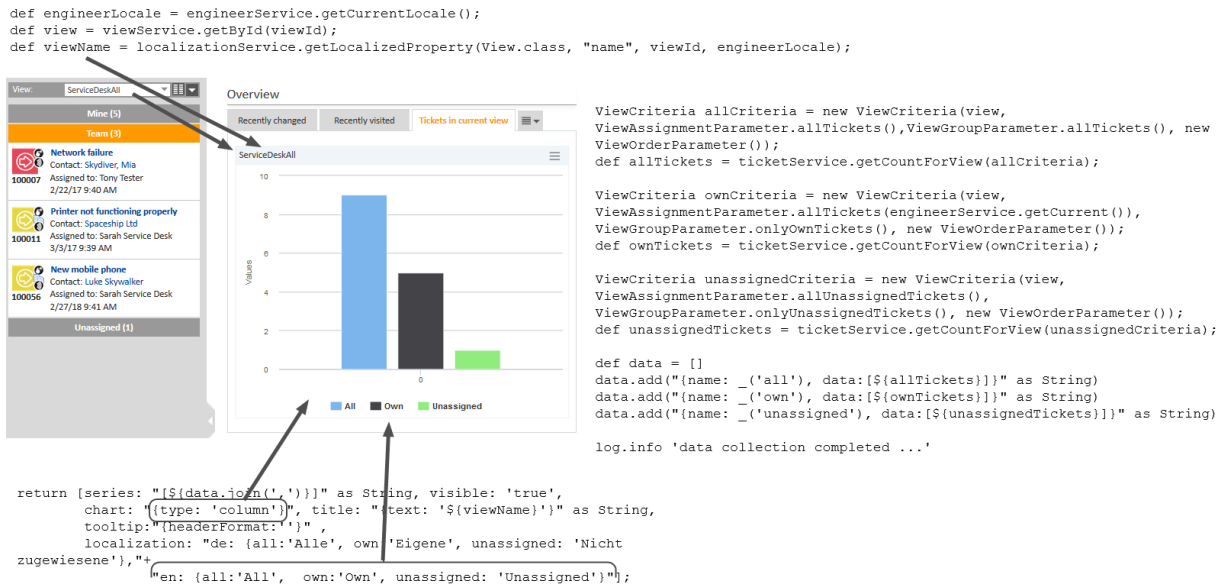 def engineerLocale = engineerService.getCurrentLocale();
def view = viewService.getById(viewId);
def viewName = localizationService.getLocalizedProperty(View.class, "name", viewId, engineerLocale);
View: ServiceDeskAll
Mine (5)
Team (3)
Network failure
Contact: Skydiver, Mia
Assigned to: Tony Tester
100007
2/22/17 9:40 AM
Printer not functioning properly
Contact: Spaceship Ltd
Assigned to: Sarah Service Desk
100011
3/3/17 9:39 AM
New mobile phone
Contact: Luke Skywalker
Assigned to: Sarah Service Desk
100056
2/27/18 9:41 AM
Unassigned (1)
Overview
Recently changed Recently visited Tickets in current view
ServiceDeskAll
Values
10
8
6
4
2
0
0
All Own Unassigned
ViewCriteria allCriteria = new ViewCriteria(view,
ViewAssignmentParameter.allTickets(),ViewGroupParameter.allTickets(), new
ViewOrderParameter());
def allTickets = ticketService.getCountForView(allCriteria);
ViewCriteria ownCriteria = new ViewCriteria(view,
ViewAssignmentParameter.allTickets(engineerService.getCurrent()),
ViewGroupParameter.onlyOwnTickets(), new ViewOrderParameter());
def ownTickets = ticketService.getCountForView(ownCriteria);
ViewCriteria unassignedCriteria = new ViewCriteria(view,
ViewAssignmentParameter.allUnassignedTickets(),
ViewGroupParameter.onlyUnassignedTickets(), new ViewOrderParameter());
def unassignedTickets = ticketService.getCountForView(unassignedCriteria);
def data = []
data.add("{name: _('all'), data:[${allTickets}]}" as String)
data.add("{name: _('own'), data:[${ownTickets}]}" as String)
data.add("{name: _('unassigned'), data:[${unassignedTickets}]}" as String)
log.info 'data collection completed ...'
return [series: "[${data.join(',')}]" as String, visible: 'true',
chart: "{type: 'column'}", title: "{text: '${viewName}'}" as String,
tooltip:"{headerFormat:''}" ,
localization: "de: {all:'Alle', own:'Eigene', unassigned: 'Nicht
zugewiesene'},"+
"en: {all:'All', own:'Own', unassigned: 'Unassigned'}"];